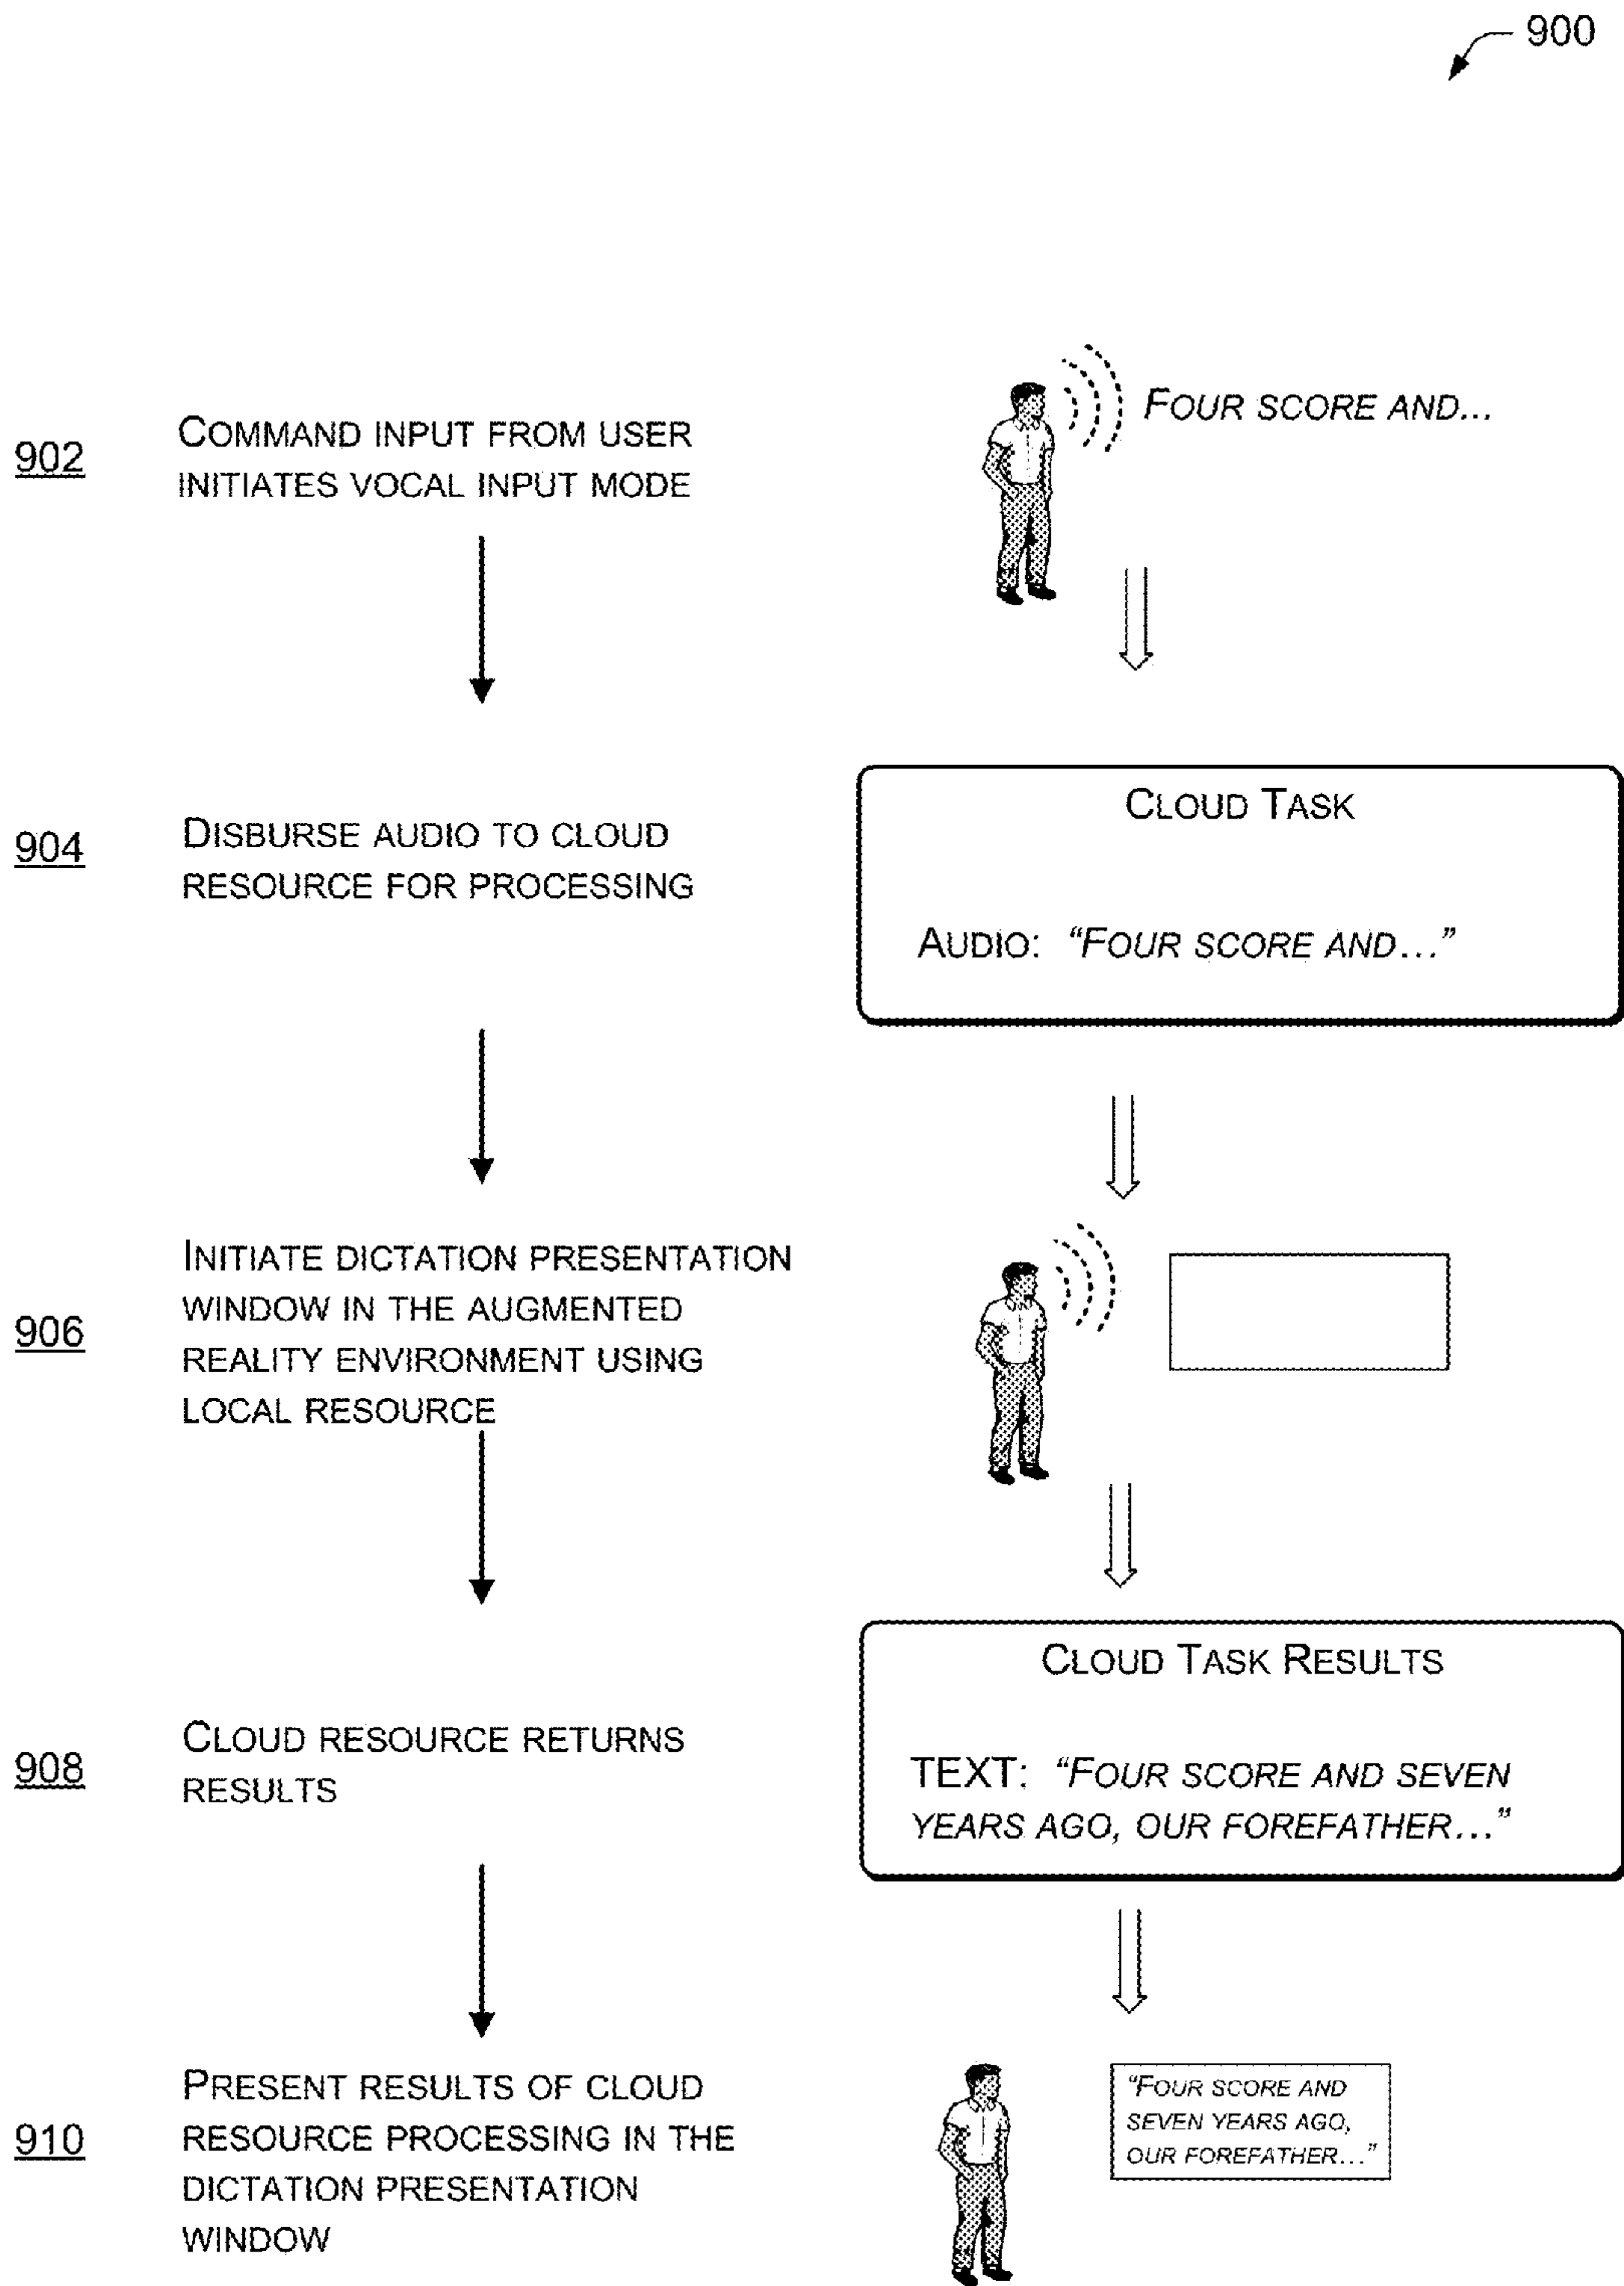 900
902
COMMAND INPUT FROM USER
INITIATES VOCAL INPUT MODE
FOUR SCORE AND...
904
DISBURSE AUDIO TO CLOUD
RESOURCE FOR PROCESSING
CLOUD TASK
AUDIO: “FOUR SCORE AND...”
906
INITIATE DICTATION PRESENTATION
WINDOW IN THE AUGMENTED
REALITY ENVIRONMENT USING
LOCAL RESOURCE
908
CLOUD RESOURCE RETURNS
RESULTS
CLOUD TASK RESULTS
TEXT: “FOUR SCORE AND SEVEN
YEARS AGO, OUR FOREFATHER...”
910
PRESENT RESULTS OF CLOUD
RESOURCE PROCESSING IN THE
DICTATION PRESENTATION
WINDOW
“FOUR SCORE AND
SEVEN YEARS AGO,
OUR FOREFATHER...”